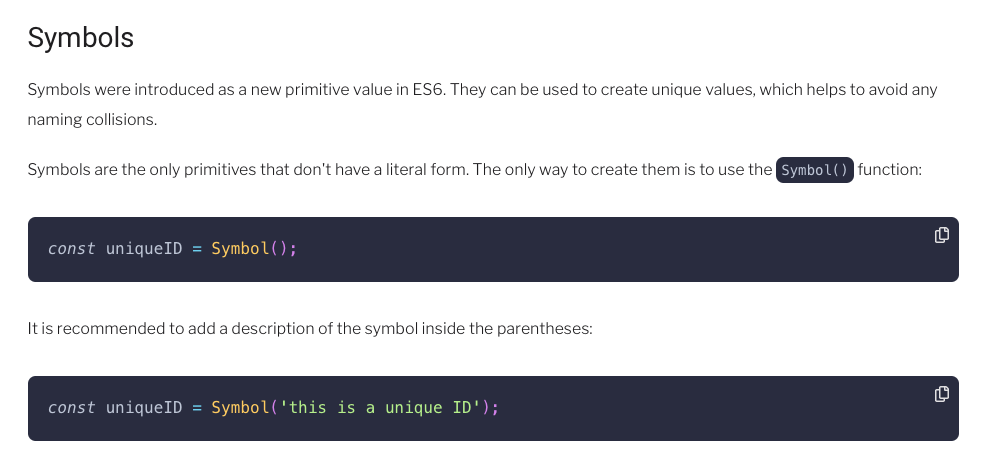 Symbols
Symbols were introduced as a new primitive value in ES6. They can be used to create unique values, which helps to avoid any
naming collisions.
Symbols are the only primitives that don't have a literal form. The only way to create them is to use the Symbol() function:
const uniqueID = Symbol();
It is recommended to add a description of the symbol inside the parentheses:
const uniqueID = Symbol('this is a unique ID');